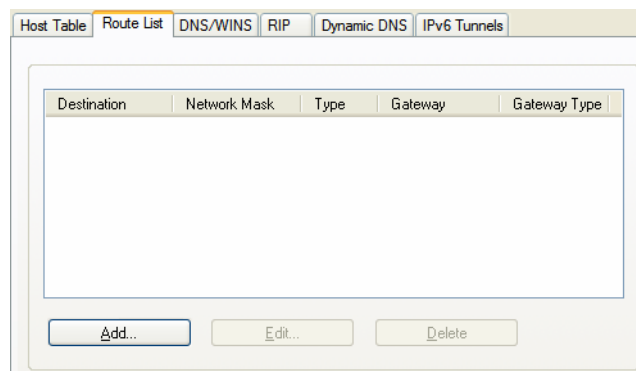 Host Table Route List DNS/WINS RIP Dynamic DNS IPv6 Tunnels
Destination Network Mask Type Gateway Gateway Type
Add... Edit... Delete